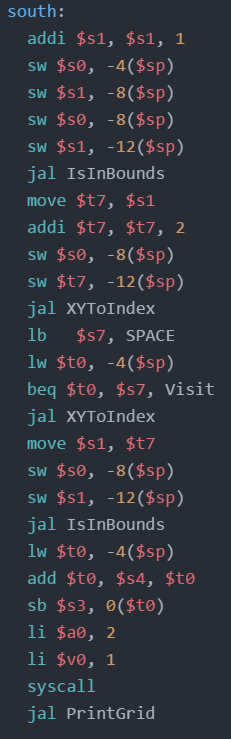 south:
addi $s1, $s1, 1
sw $s0, -4($sp)
sw $s1, -8($sp)
sw $s0, -8($sp)
sw $s1, -12($sp)
jal IsInBounds
move $t7, $s1
addi $t7, $t7, 2
sw $s0, -8($sp)
sw $t7, -12($sp)
jal XYToIndex
lb   $s7, SPACE
lw $t0, -4($sp)
beq $t0, $s7, Visit
jal XYToIndex
move $s1, $t7
sw $s0, -8($sp)
sw $s1, -12($sp)
jal IsInBounds
lw $t0, -4($sp)
add $t0, $s4, $t0
sb $s3, 0($t0)
li $a0, 2
li $v0, 1
syscall
jal PrintGrid